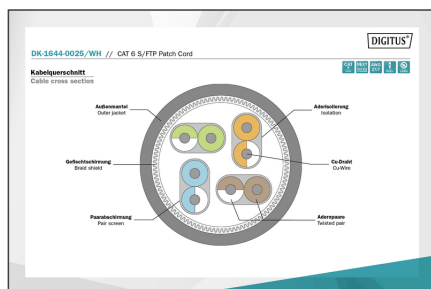 DIGITUS®
DK-1644-0025/WH // CAT 6 S/FTP Patch Cord
Kabelquerschnitt
Cable cross section
Außenmantel
Outer jacket
Aderisolierung
Isolation
Geflechtschirmung
Braid shield
Cu-Draht
Cu-Wire
Paarabschirmung
Pair screen
Adernpaare
Twisted pair